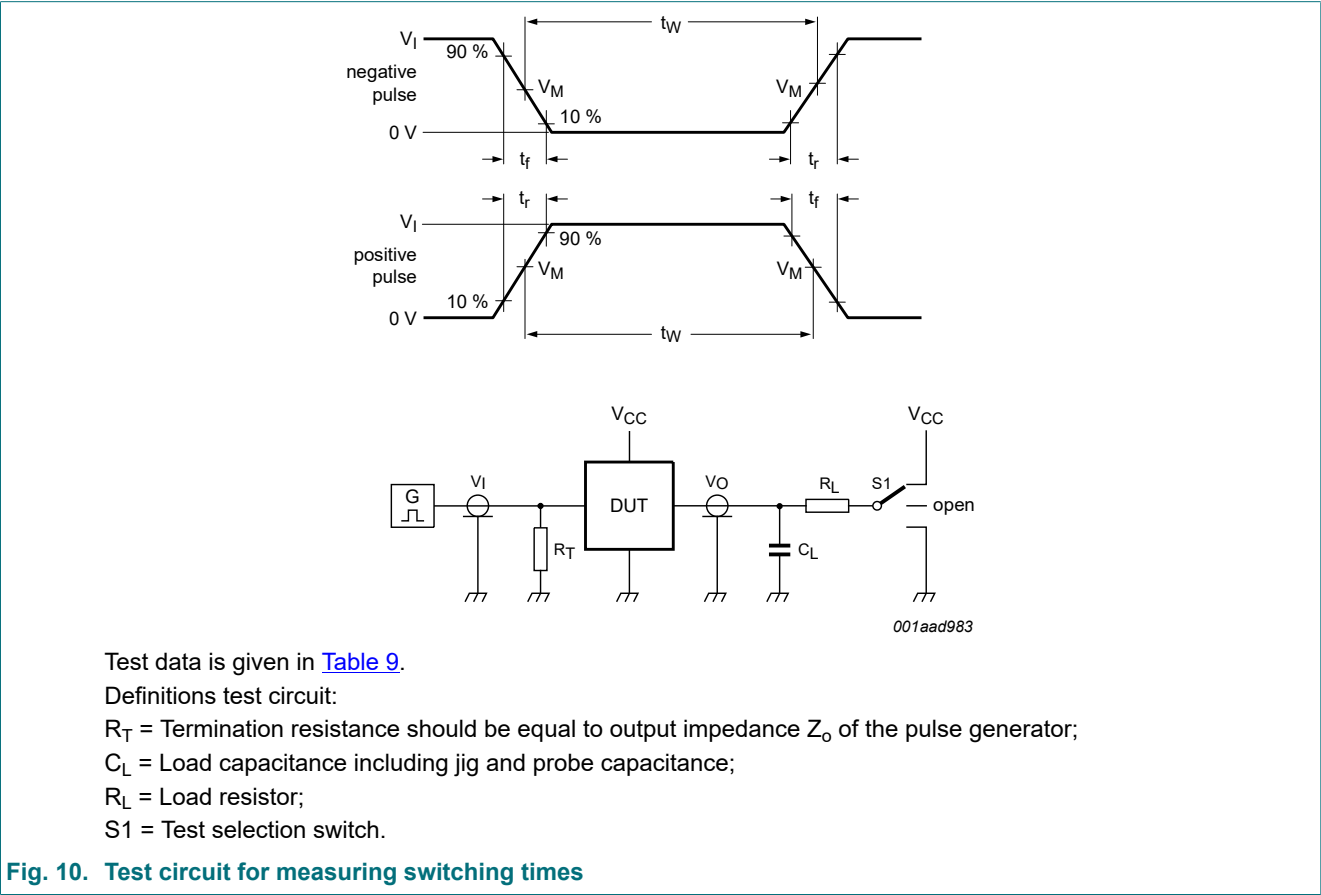 tW
VI
90 %
negative
pulse
VM
VM
10 %
0 V
tf
tr
tr
tf
VI
90 %
positive
pulse
VM
VM
10 %
0 V
tW
VCC
VCC
G
VI
DUT
VO
RL
S1
open
RT
CL
001aad983
Test data is given in Table 9.
Definitions test circuit:
RT = Termination resistance should be equal to output impedance Zo of the pulse generator;
CL = Load capacitance including jig and probe capacitance;
RL = Load resistor;
S1 = Test selection switch.
Fig. 10. Test circuit for measuring switching times